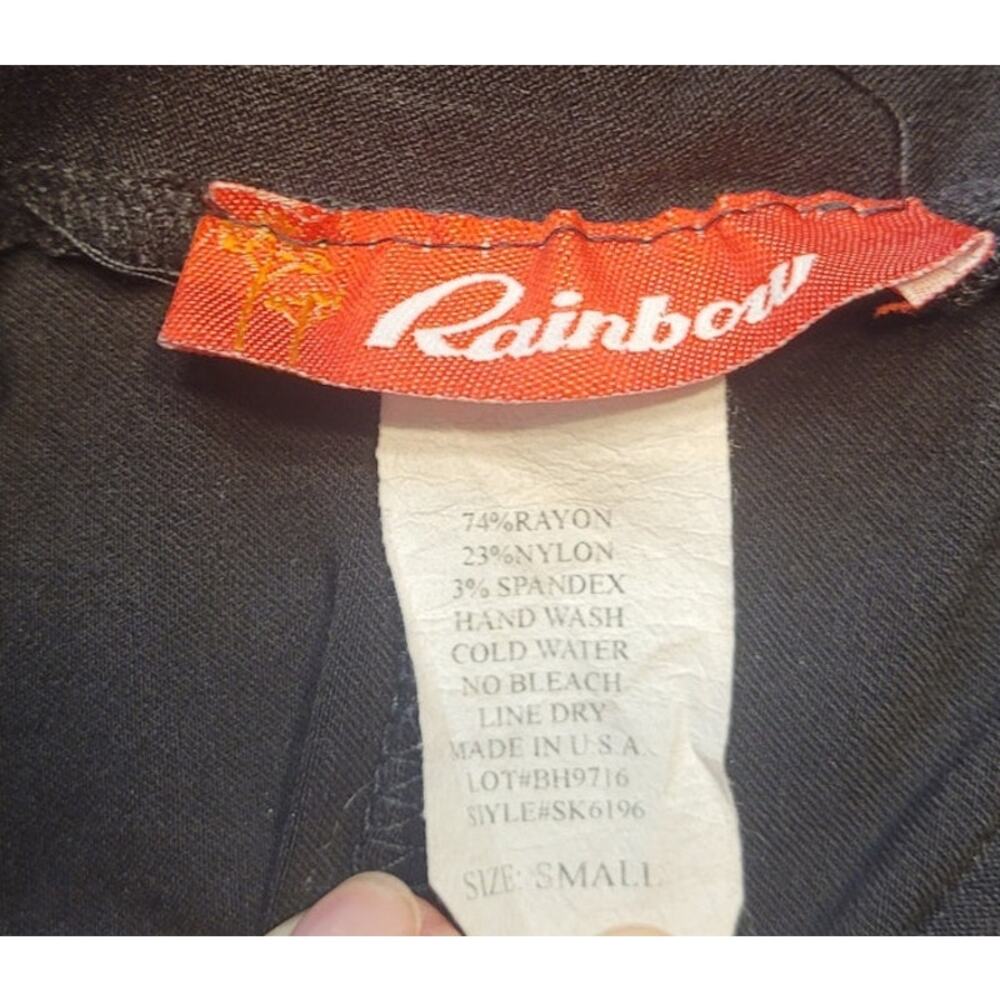 Rainbow
74%RAYON
23%NYLON
3% SPANDEX
HAND WASH
COLD WATER
NO BLEACH
LINE DRY
MADE IN U.S.A.
LOT#BH9716
STYLE#SK6196
SIZE: SMALL